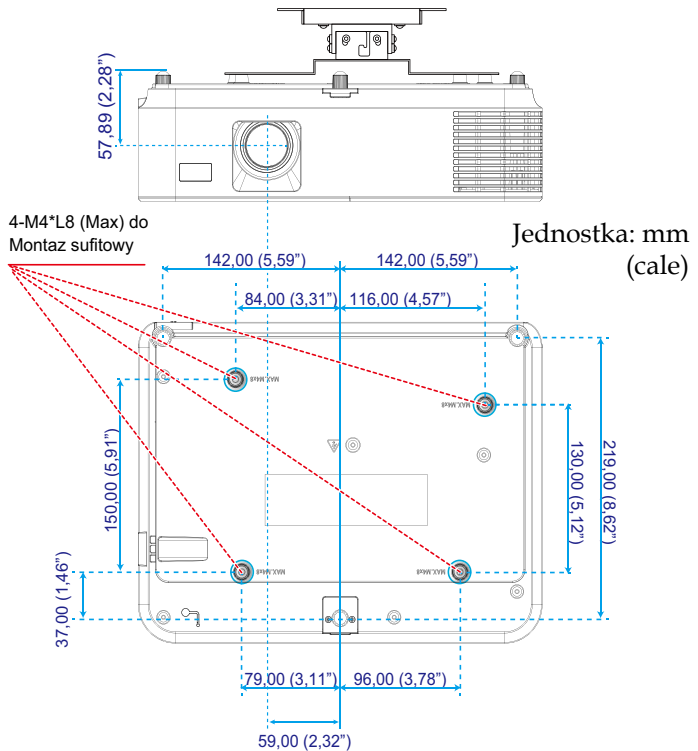 57,89 (2,28”)
4-M4*L8 (Max) do
Montaz sufitowy
Jednostka: mm
(cale)
142,00 (5,59”)
142,00 (5,59”)
84,00 (3,31”)
116,00 (4,57”)
MAX.M4x8
MAX.M4x8
150,00 (5,91”)
130,00 (5,12”)
219,00 (8,62”)
MAX.M4x8
MAX.M4x8
37,00 (1,46”)
79,00 (3,11”)
96,00 (3,78”)
59,00 (2,32”)